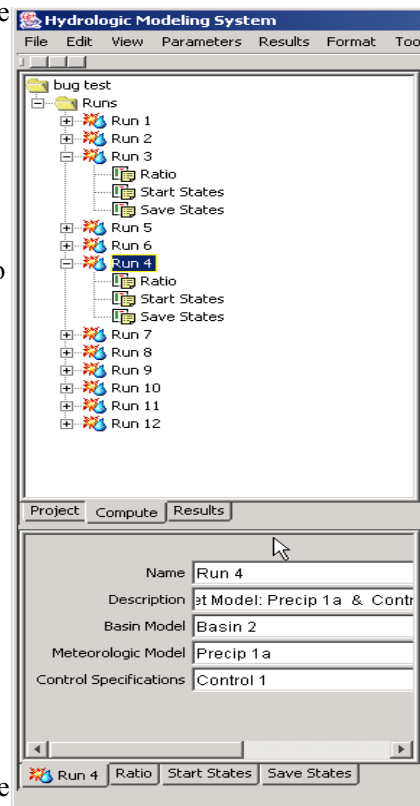 e
Hydrologic Modeling System
File Edit View Parameters Results Format Too
bug test
Runs
Run 1
Run 2
Run 3
Ratio
Start States
Save States
Run 5
Run 6
o
Run 4
Ratio
Start States
Save States
Run 7
Run 8
Run 9
Run 10
Run 11
Run 12
Project Compute Results
Name Run 4
Description et Model: Precip 1a & Contr
Basin Model Basin 2
Meteorologic Model Precip 1a
Control Specifications Control 1
Run 4 Ratio Start States Save States
e